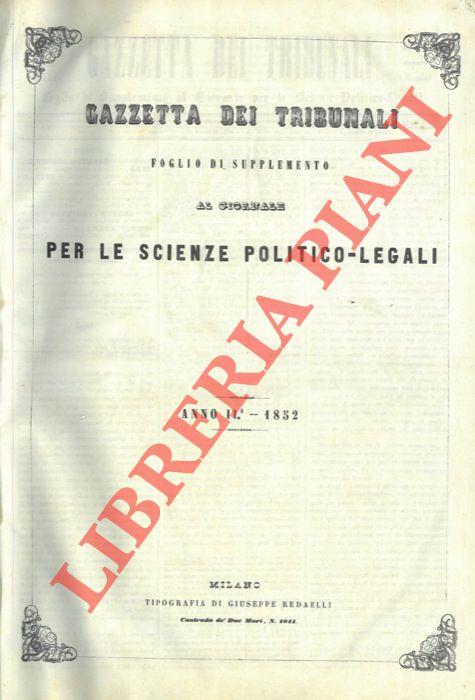 GAZZETTA DEI TRIBUNALI
FOGLIO DI SUPPLEMENTO
AL GIORNALE
PER LE SCIENZE POLITICO-LEGALI
ANNO II.º — 1852
MILANO
TIPOGRAFIA DI GIUSEPPE REDAELLI
Contrada de' Due Muri, N. 1041.
LIBRERIA PIANI